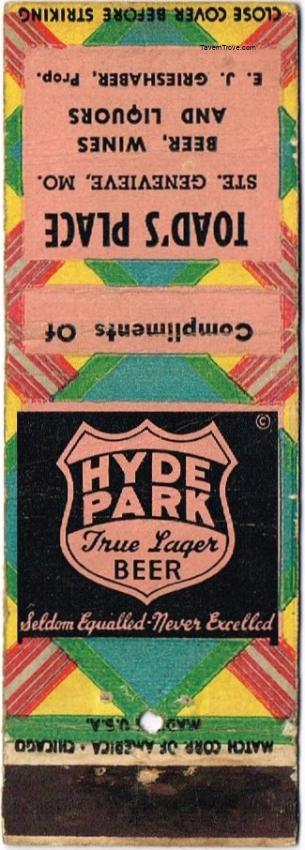 CLOSE COVER BEFORE STRIKING
TavernTrove.com
E. J. GRIESHABER, Prop.
AND LIQUORS
BEER, WINES
STE. GENEVIEVE, MO.
TOAD'S PLACE
Compliments Of
©
HYDE
PARK
True Lager
BEER
Seldom Equalled-Never Excelled
MADE IN U.S.A.
MATCH CORP. OF AMERICA • CHICAGO